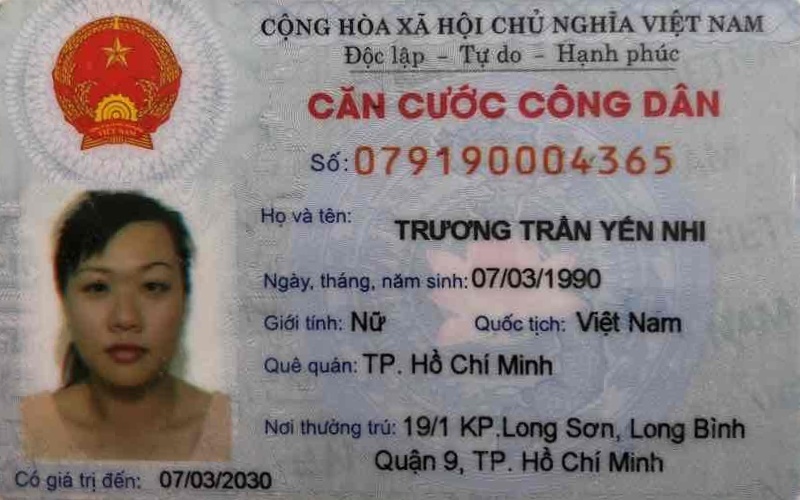 CỘNG HÒA XÃ HỘI CHỦ NGHĨA VIỆT NAM
Độc lập - Tự do - Hạnh phúc
CĂN CƯỚC CÔNG DÂN
VIỆT NAM
Số: 079190004365
Họ và tên: TRƯƠNG TRẦN YẾN NHI
Ngày, tháng, năm sinh: 07/03/1990
Giới tính: Nữ Quốc tịch: Việt Nam
Quê quán: TP. Hồ Chí Minh
Nơi thường trú: 19/1 KP.Long Sơn, Long Bình
Quận 9, TP. Hồ Chí Minh
Có giá trị đến: 07/03/2030